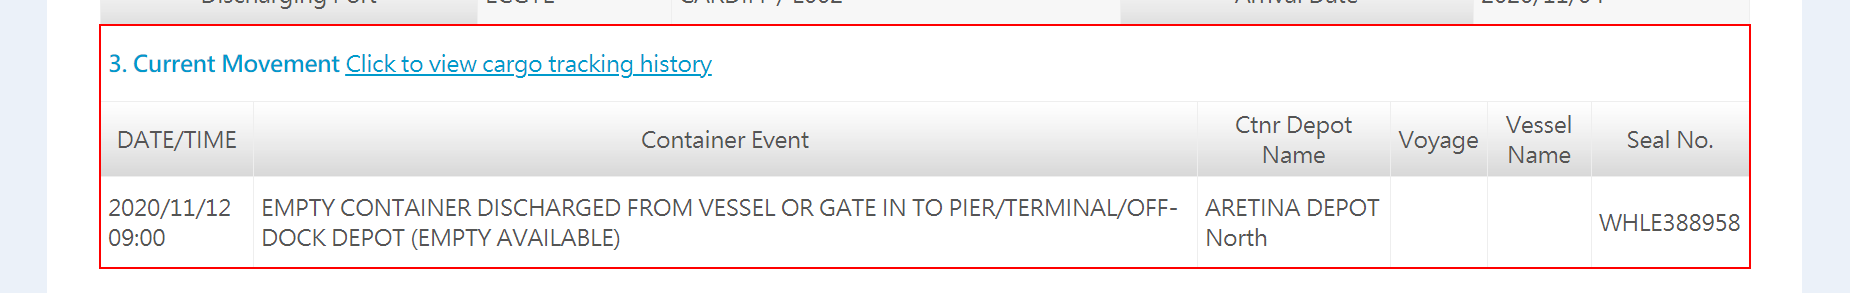 3. Current Movement Click to view cargo tracking history
DATE/TIME
Container Event
Ctnr Depot
Name
Voyage
Vessel
Name
Seal No.
2020/11/12
09:00
EMPTY CONTAINER DISCHARGED FROM VESSEL OR GATE IN TO PIER/TERMINAL/OFF-
DOCK DEPOT (EMPTY AVAILABLE)
ARETINA DEPOT
North
WHLE388958